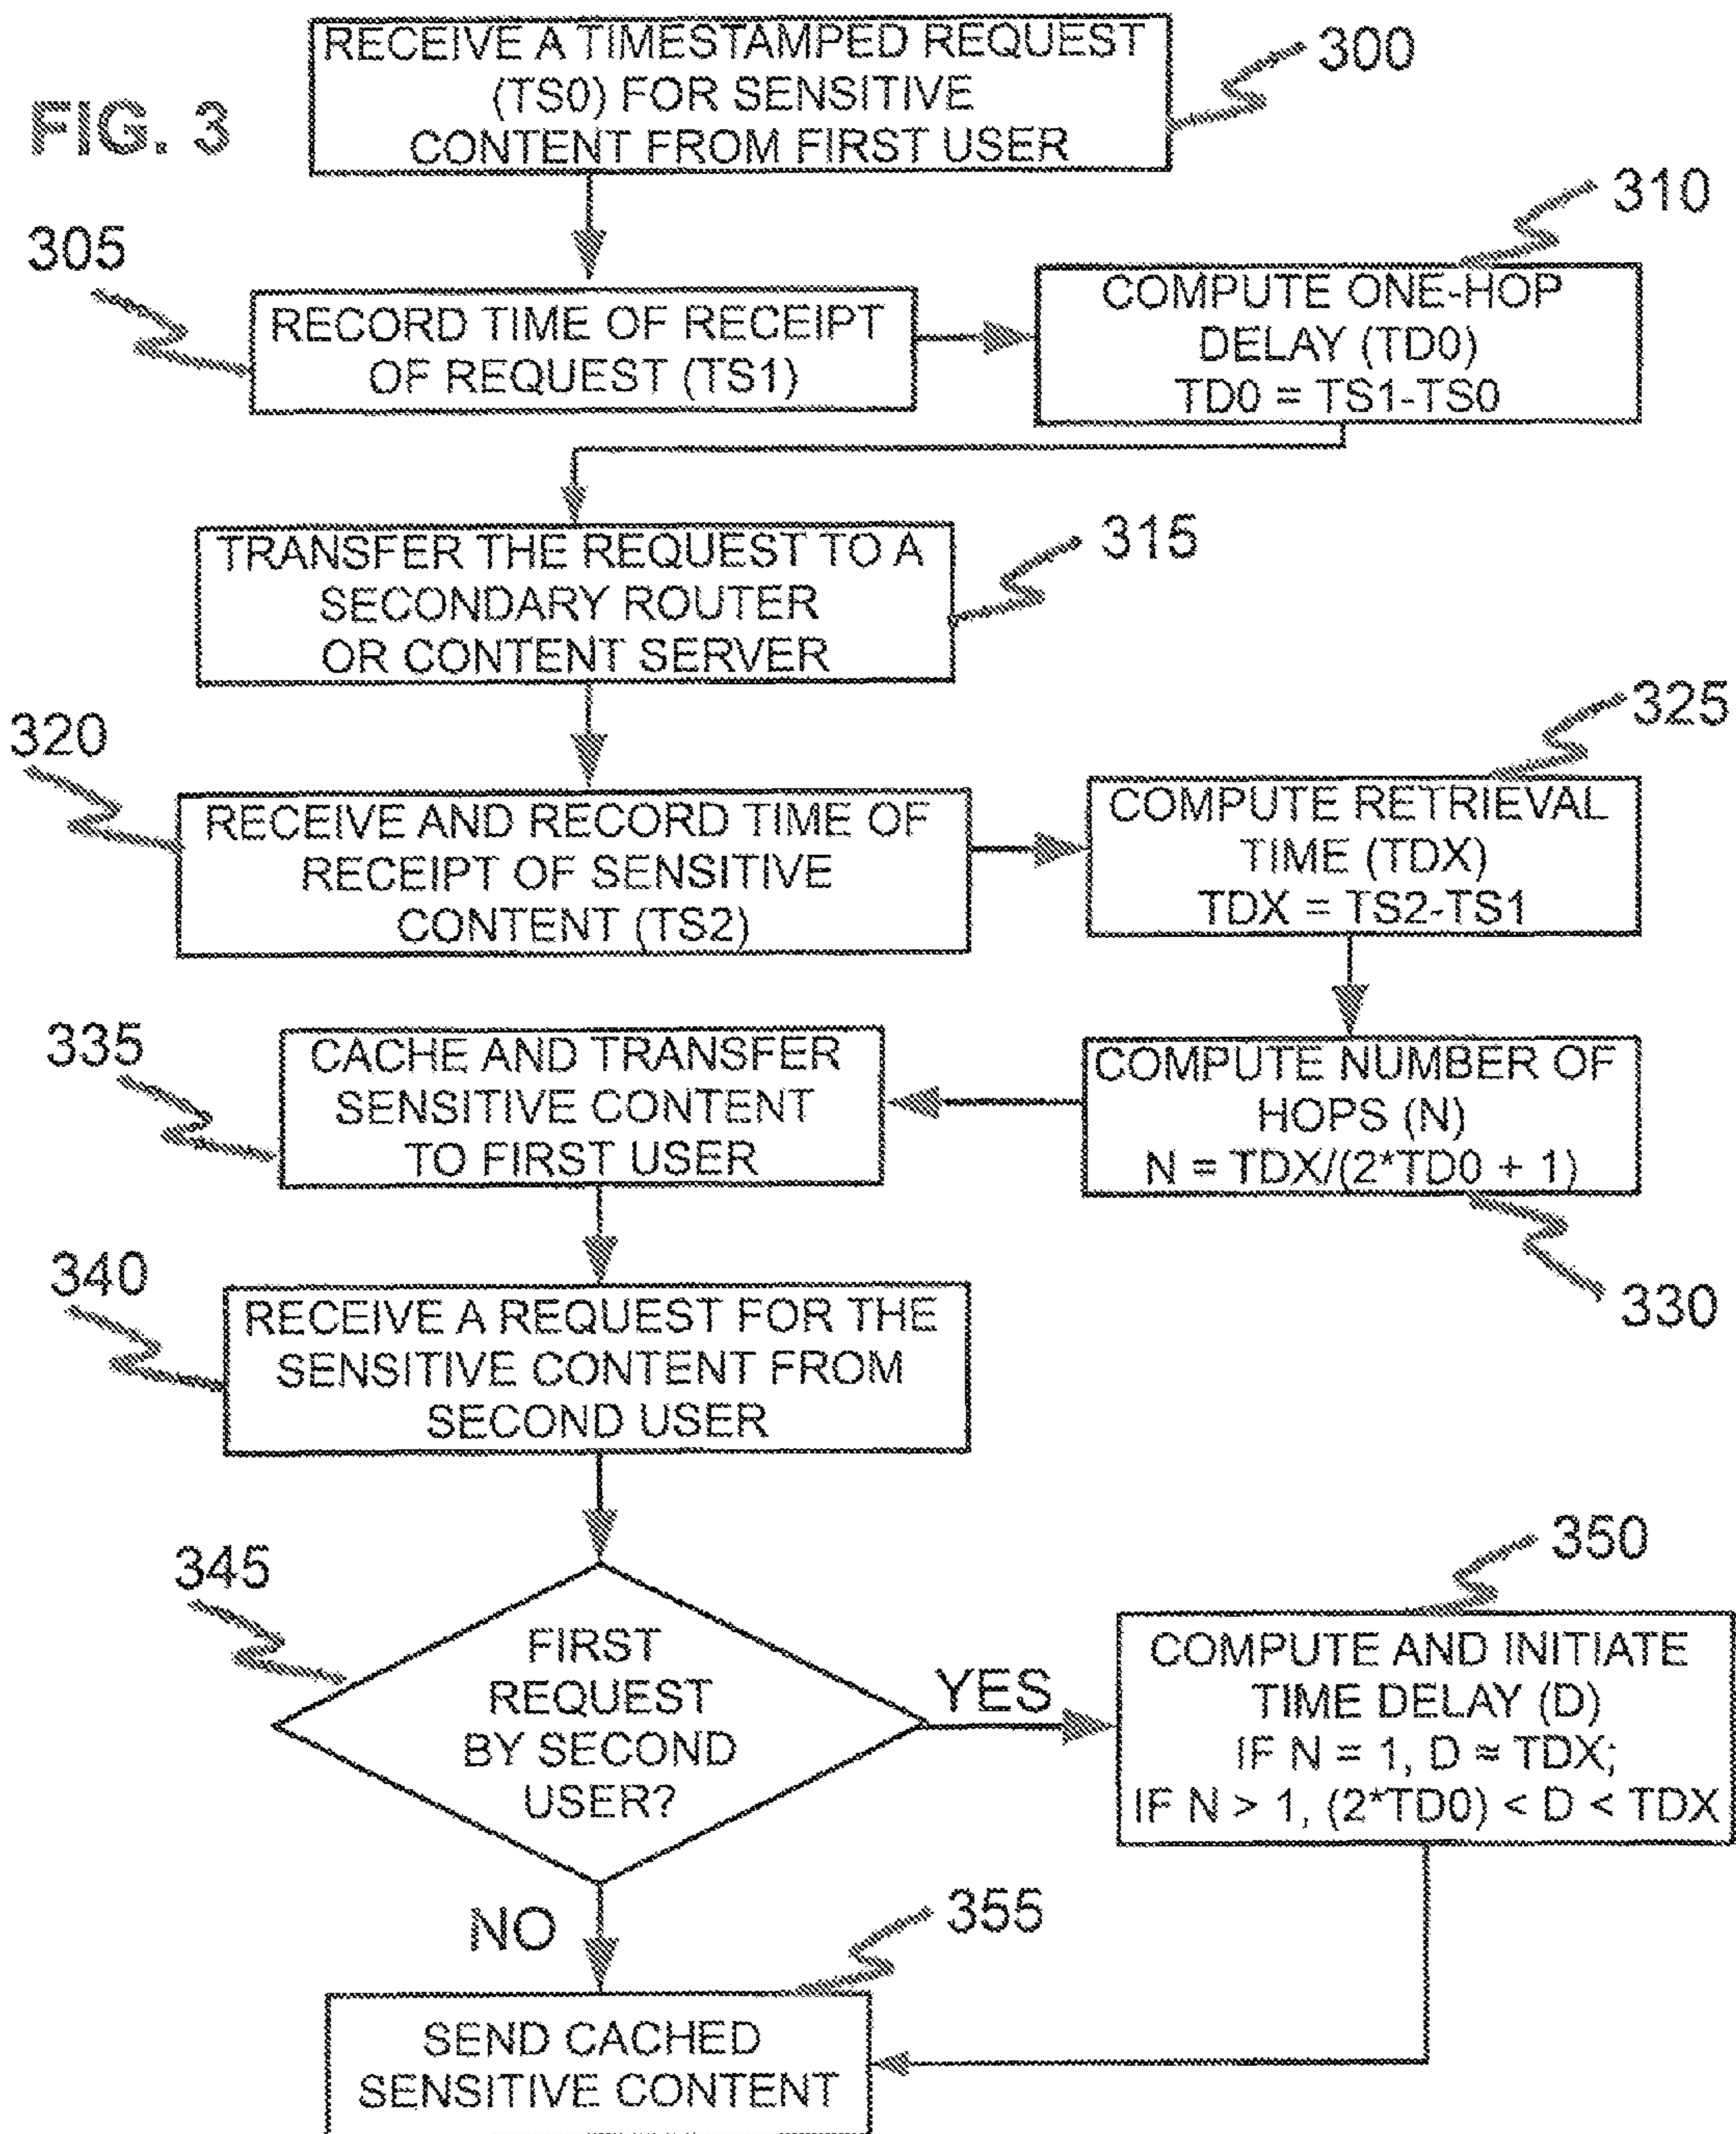 RECEIVE A TIMESTAMPED REQUEST
(TS0) FOR SENSITIVE
CONTENT FROM FIRST USER
300
FIG. 3
305
RECORD TIME OF RECEIPT
OF REQUEST (TS1)
310
COMPUTE ONE-HOP
DELAY (TD0)
TD0 = TS1-TS0
TRANSFER THE REQUEST TO A
SECONDARY ROUTER
OR CONTENT SERVER
315
320
RECEIVE AND RECORD TIME OF
RECEIPT OF SENSITIVE
CONTENT (TS2)
325
COMPUTE RETRIEVAL
TIME (TDX)
TDX = TS2-TS1
COMPUTE NUMBER OF
HOPS (N)
N = TDX/(2*TD0 + 1)
330
335
CACHE AND TRANSFER
SENSITIVE CONTENT
TO FIRST USER
340
RECEIVE A REQUEST FOR THE
SENSITIVE CONTENT FROM
SECOND USER
345
FIRST
REQUEST
BY SECOND
USER?
YES
350
COMPUTE AND INITIATE
TIME DELAY (D)
IF N = 1, D ≈ TDX;
IF N > 1, (2*TD0) < D < TDX
NO
355
SEND CACHED
SENSITIVE CONTENT